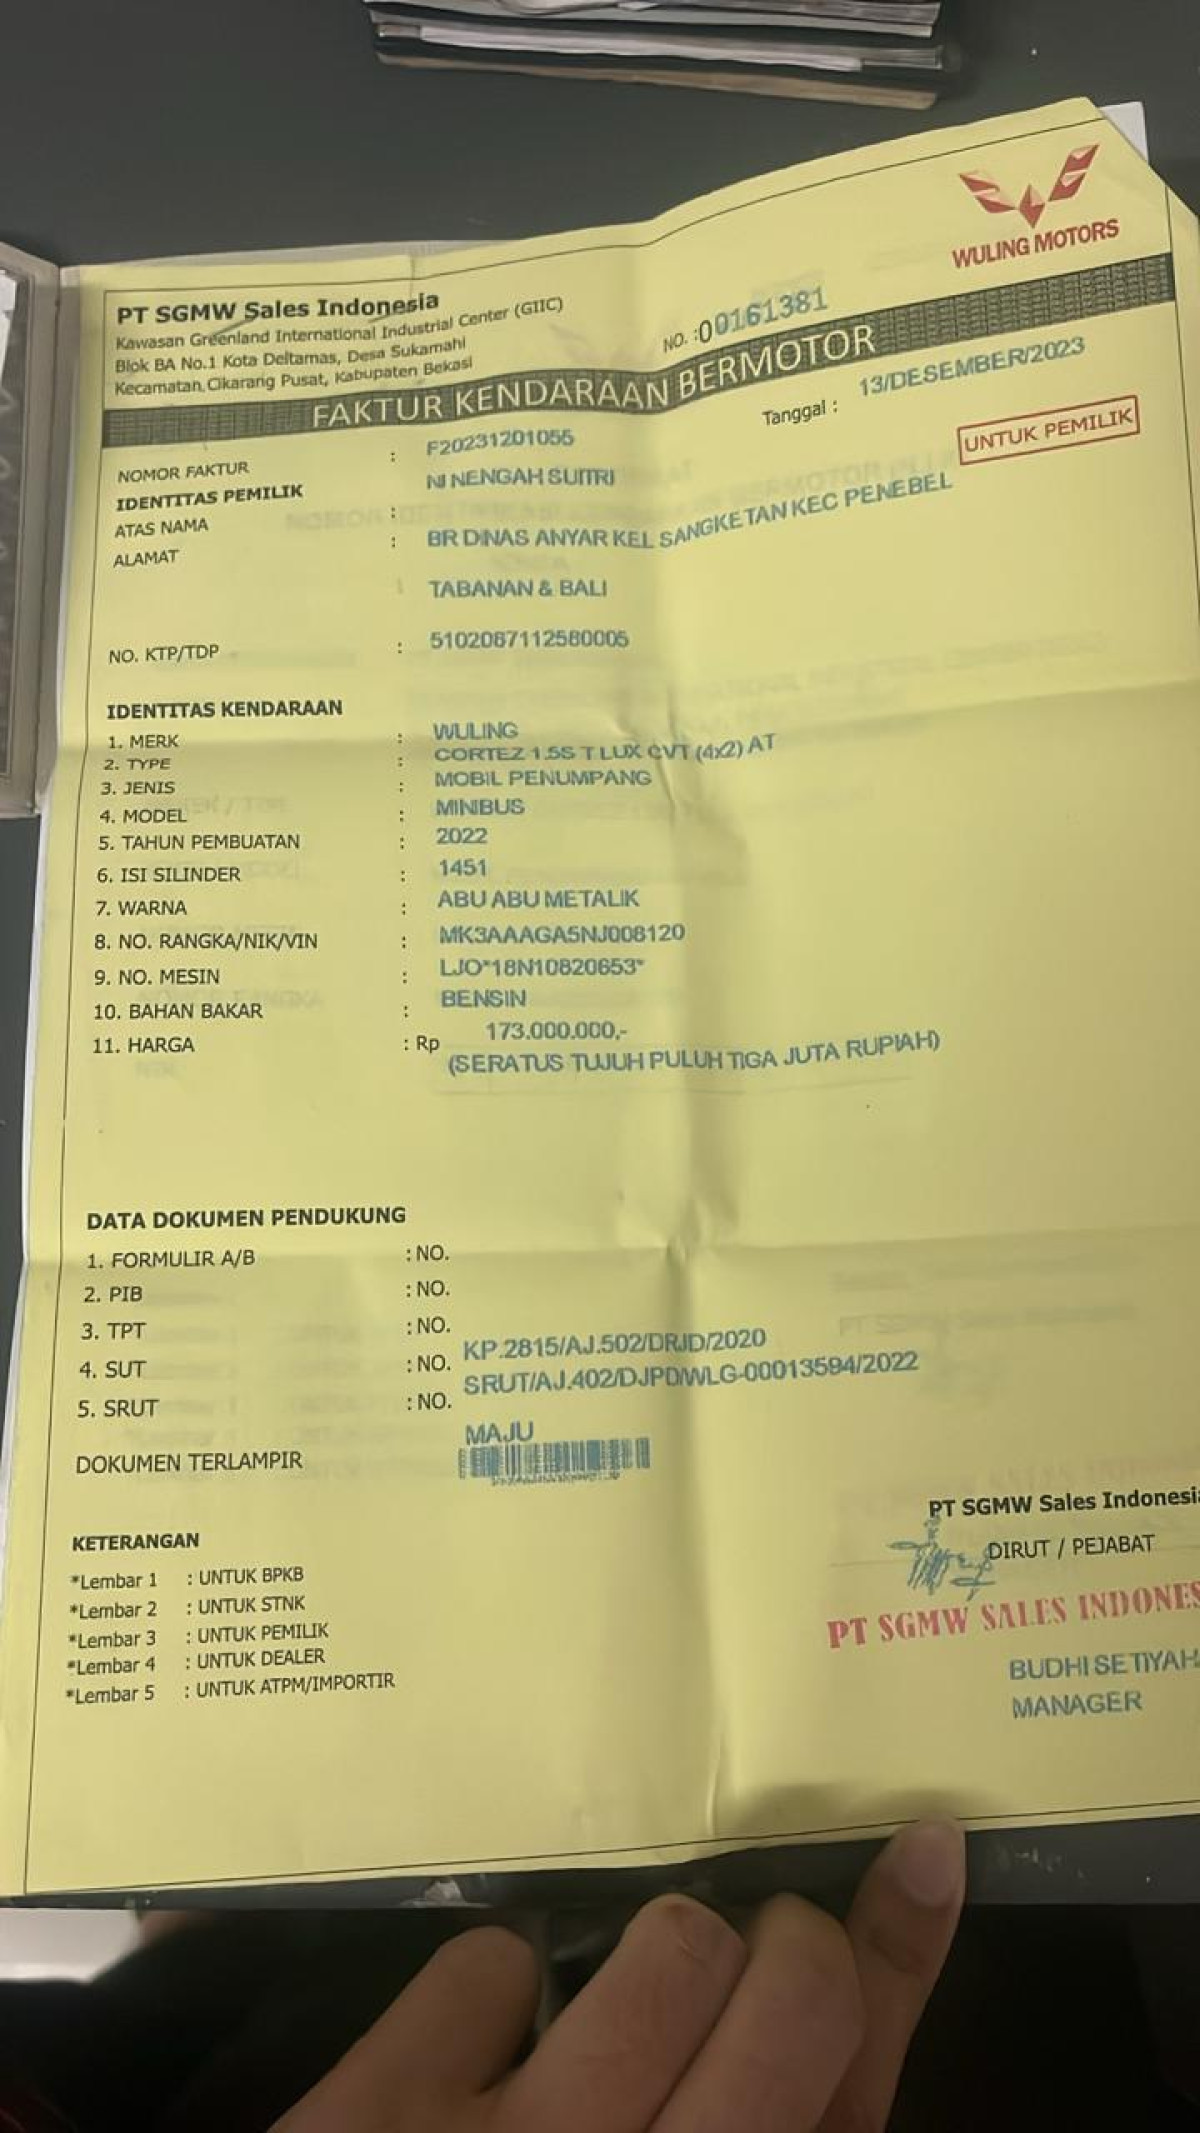 WULING MOTORS
PT SGMW Sales Indonesia
Kawasan Greenland International Industrial Center (GIIC)
Blok BA No.1 Kota Deltamas, Desa Sukamahi
Kecamatan Cikarang Pusat, Kabupaten Bekasi
NO. :00161381
FAKTUR KENDARAAN BERMOTOR
Tanggal : 13/DESEMBER/2023
UNTUK PEMILIK
NOMOR FAKTUR : F20231201055
IDENTITAS PEMILIK
ATAS NAMA : NI NENGAH SUITRI
ALAMAT : BR DINAS ANYAR KEL SANGKETAN KEC PENEBEL
: TABANAN & BALI
NO. KTP/TDP : 5102087112580005
IDENTITAS KENDARAAN
1. MERK : WULING
2. TYPE : CORTEZ 1.5S T LUX CVT (4x2) AT
3. JENIS : MOBIL PENUMPANG
4. MODEL : MINIBUS
5. TAHUN PEMBUATAN : 2022
6. ISI SILINDER : 1451
7. WARNA : ABU ABU METALIK
8. NO. RANGKA/NIK/VIN : MK3AAAGA5NJ008120
9. NO. MESIN : LJO*18N10820653*
10. BAHAN BAKAR : BENSIN
11. HARGA : Rp 173.000.000,-
(SERATUS TUJUH PULUH TIGA JUTA RUPIAH)
DATA DOKUMEN PENDUKUNG
1. FORMULIR A/B : NO.
2. PIB : NO.
3. TPT : NO.
4. SUT : NO. KP.2815/AJ.502/DRJD/2020
5. SRUT : NO. SRUT/AJ.402/DJPD/WLG-00013594/2022
DOKUMEN TERLAMPIR MAJU
PT SGMW Sales Indonesia
DIRUT / PEJABAT
PT SGMW SALES INDONES
BUDHI SETIYAH
MANAGER
KETERANGAN
*Lembar 1 : UNTUK BPKB
*Lembar 2 : UNTUK STNK
*Lembar 3 : UNTUK PEMILIK
*Lembar 4 : UNTUK DEALER
*Lembar 5 : UNTUK ATPM/IMPORTIR